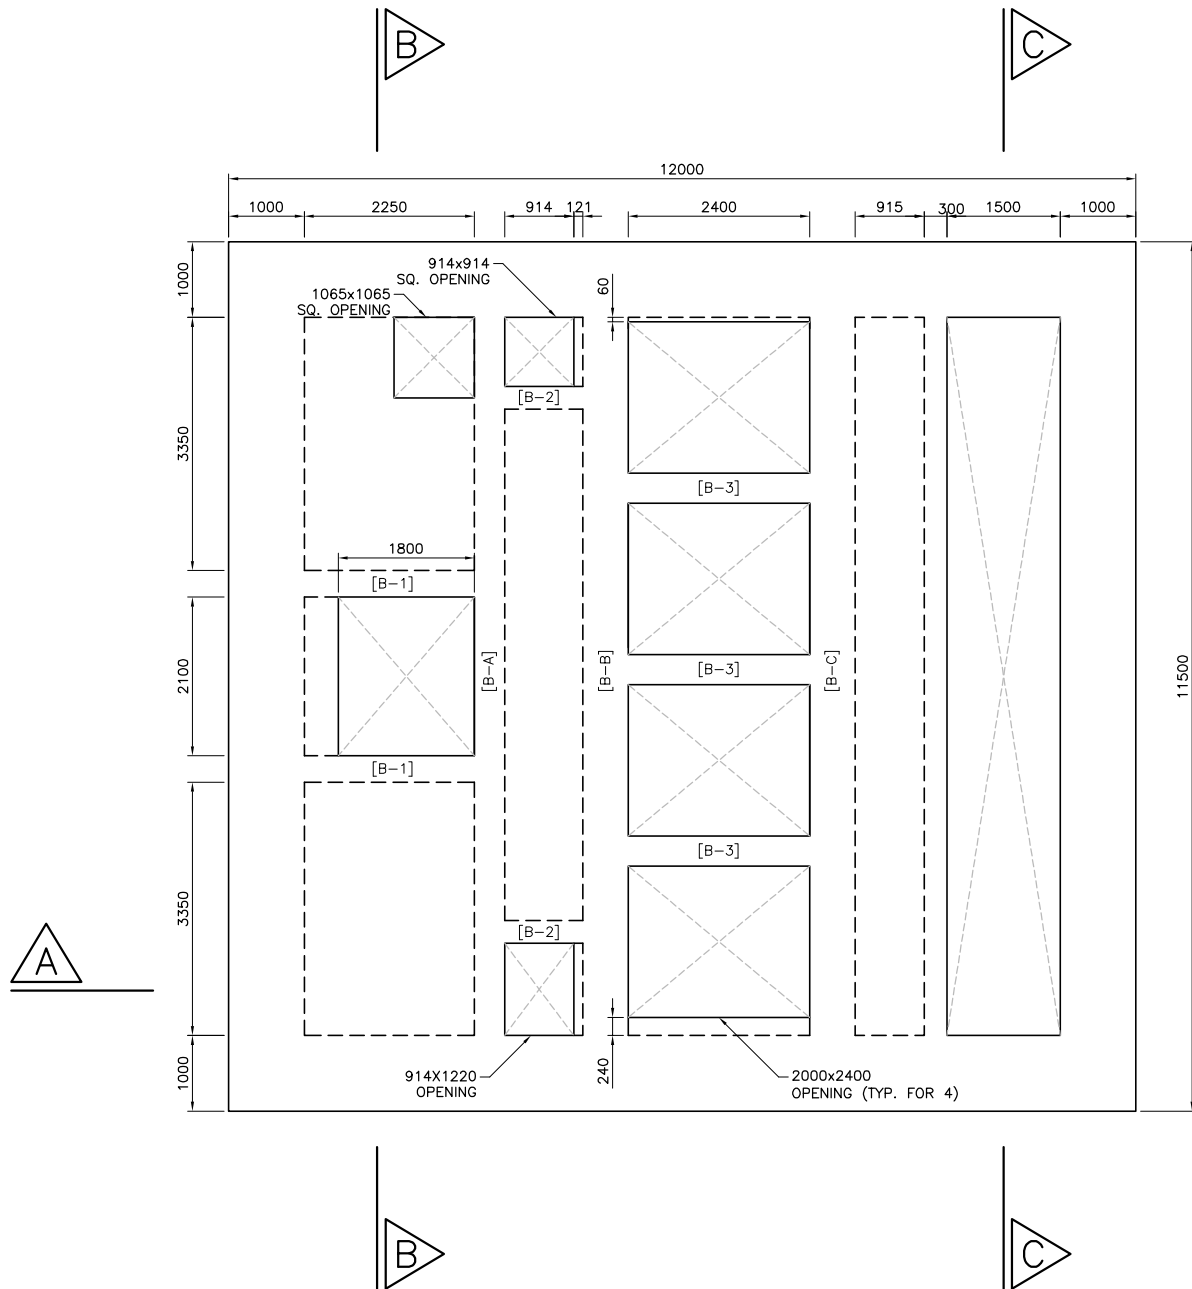 B
C
12000
1000
2250
914
121
2400
915
300
1500
1000
1000
914x914
SQ. OPENING
60
1065x1065
SQ. OPENING
[B-2]
3350
[B-3]
1800
[B-1]
2100
[B-A]
[B-B]
[B-3]
[B-C]
11500
[B-1]
[B-3]
3350
[B-2]
A
1000
240
914X1220
OPENING
2000x2400
OPENING (TYP. FOR 4)
B
C